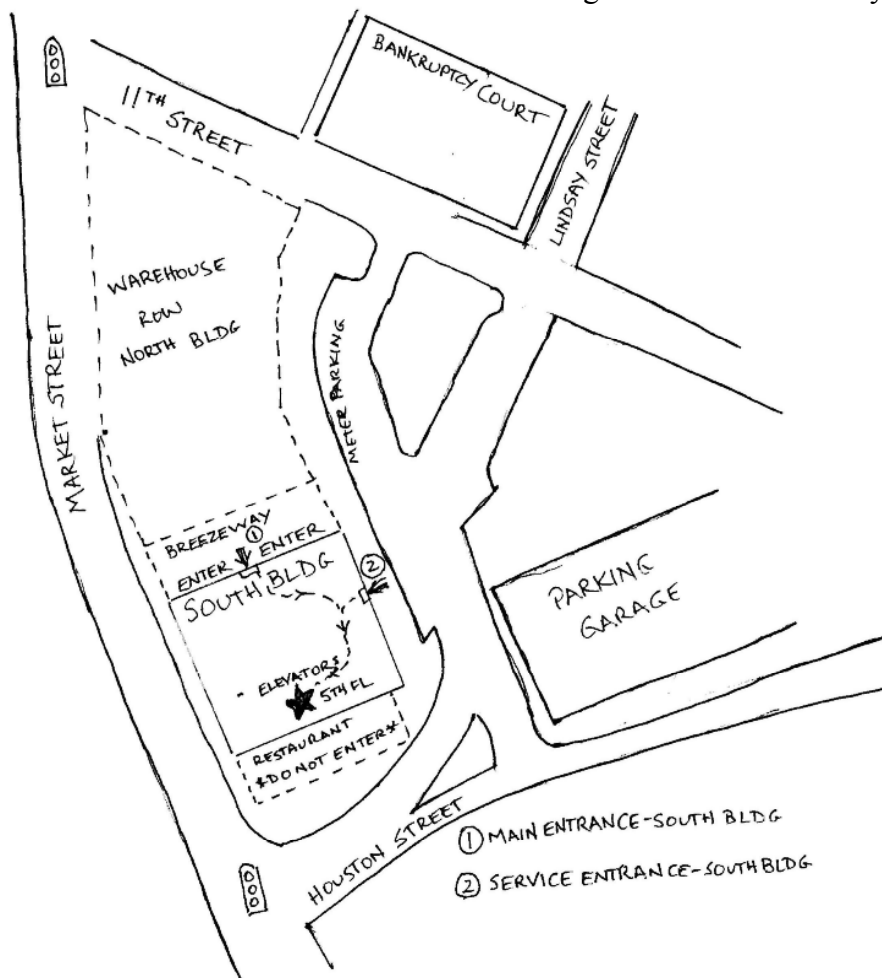 BANKRUPTCY COURT
11TH STREET
LINDSAY STREET
WAREHOUSE
ROW
NORTH BLDG
MARKET STREET
METER PARKING
BREEZEWAY
①
ENTER ENTER
②
SOUTH BLDG
PARKING
GARAGE
ELEVATORS
5TH FL
RESTAURANT
*DO NOT ENTER*
HOUSTON STREET
① MAIN ENTRANCE-SOUTH BLDG
② SERVICE ENTRANCE-SOUTH BLDG